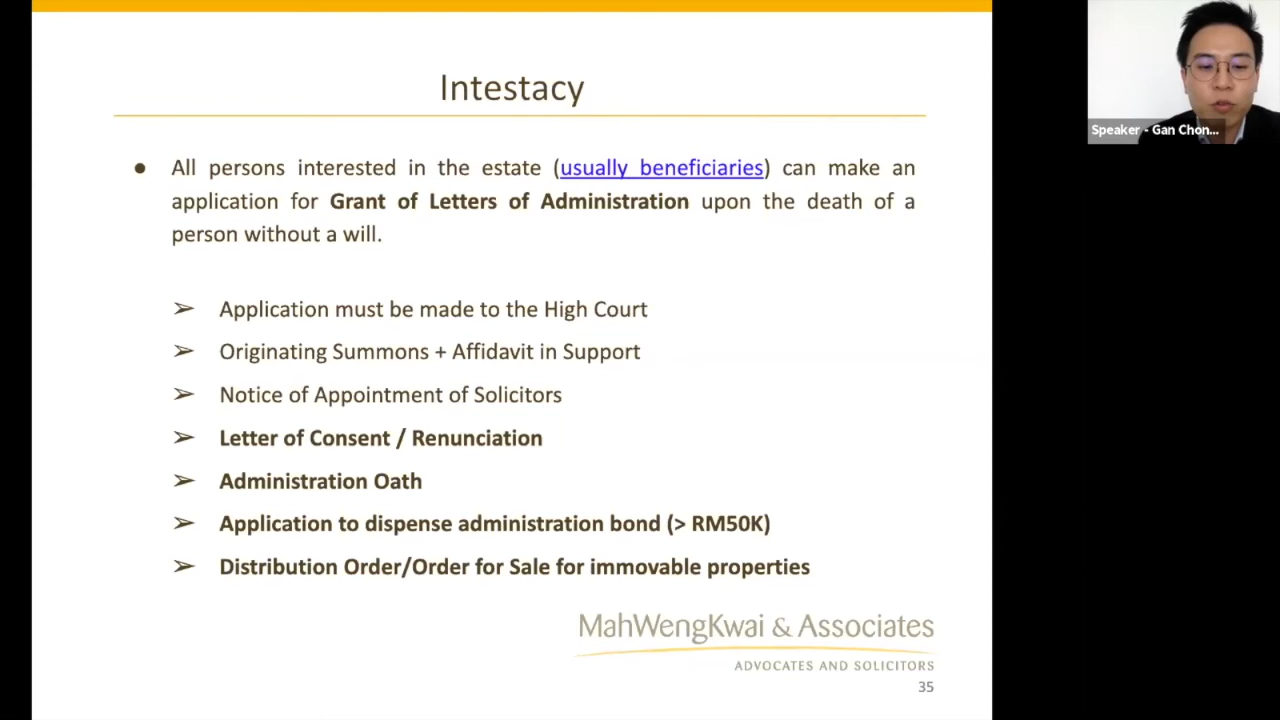 Intestacy
● All persons interested in the estate (usually beneficiaries) can make an
application for Grant of Letters of Administration upon the death of a
person without a will.
➢ Application must be made to the High Court
➢ Originating Summons + Affidavit in Support
➢ Notice of Appointment of Solicitors
➢ Letter of Consent / Renunciation
➢ Administration Oath
➢ Application to dispense administration bond (> RM50K)
➢ Distribution Order/Order for Sale for immovable properties
MahWengKwai & Associates
ADVOCATES AND SOLICITORS
35
Speaker - Gan Chon...